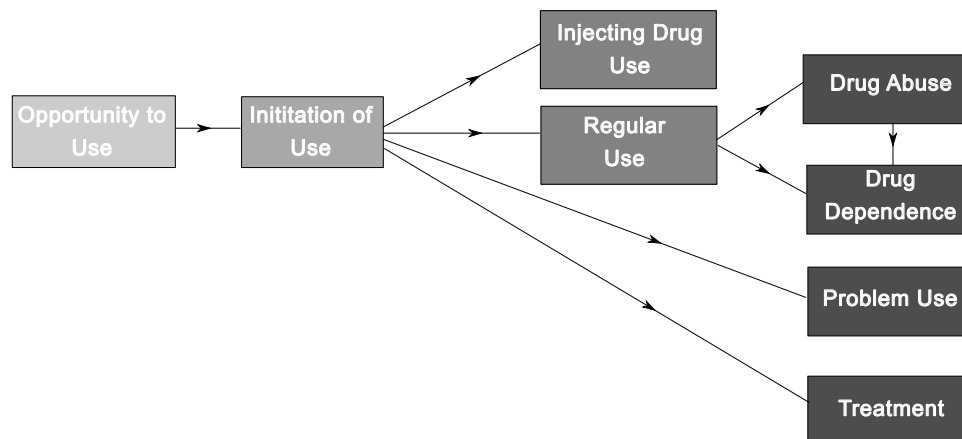 Opportunity to
Use
Inititation of
Use
Injecting Drug
Use
Regular
Use
Drug Abuse
Drug
Dependence
Problem Use
Treatment